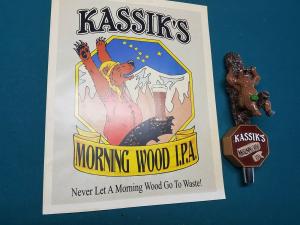 KASSIK'S
MORNING WOOD I.P.A.
Never Let A Morning Wood Go To Waste!
KASSIK'S